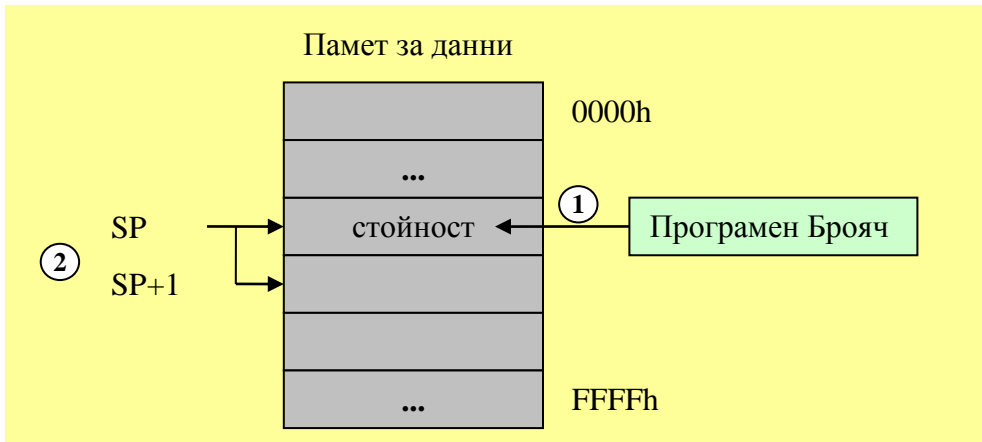 Памет за данни
0000h
...
1
SP
стойност
Програмен Брояч
2
SP+1
...
FFFFh